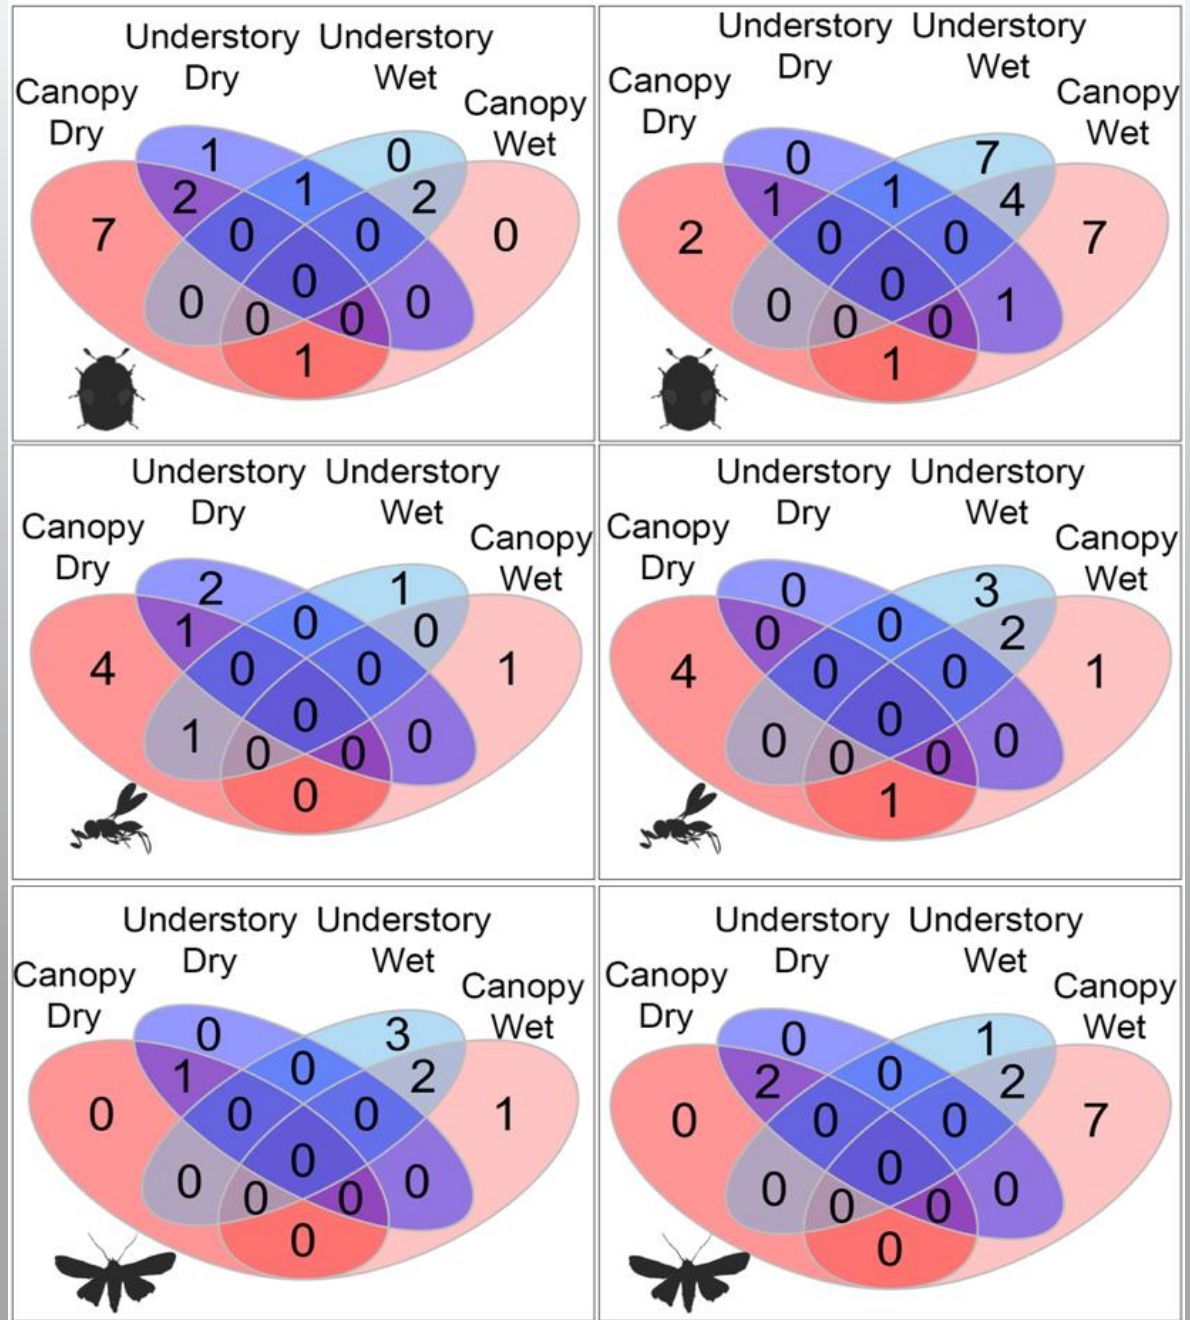 Understory Understory
Dry Wet
Canopy Canopy
Dry Wet
1 0
2 1 2
7 0 0 0
0
0 0 0 0
1
Understory Understory
Dry Wet
Canopy Canopy
Dry Wet
0 7
1 1 4
2 0 0 7
0
0 0 0 1
1
Understory Understory
Dry Wet
Canopy Canopy
Dry Wet
2 1
1 0 0
4 0 0 1
0
1 0 0 0
0
Understory Understory
Dry Wet
Canopy Canopy
Dry Wet
0 3
0 0 2
4 0 0 1
0
0 0 0 0
1
Understory Understory
Dry Wet
Canopy Canopy
Dry Wet
0 3
1 0 2
0 0 0 1
0
0 0 0 0
0
Understory Understory
Dry Wet
Canopy Canopy
Dry Wet
0 1
2 0 2
0 0 0 7
0
0 0 0 0
0